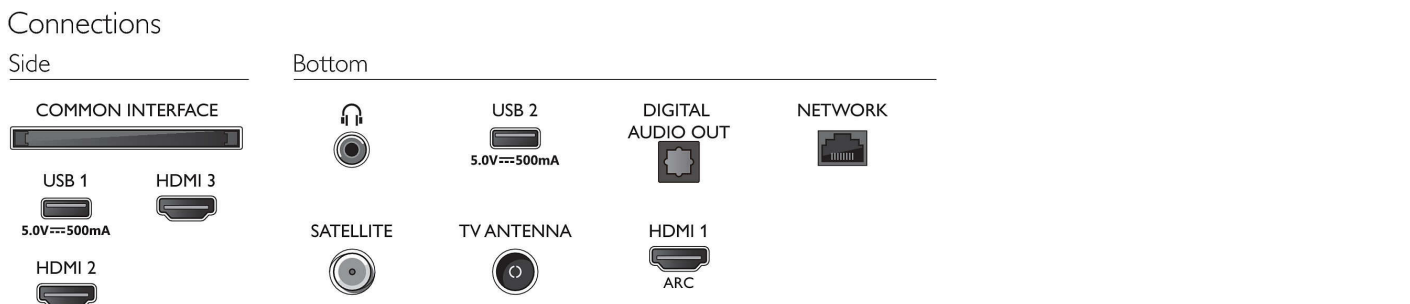 Connections
Side
COMMON INTERFACE
USB 1
HDMI 3
5.0V⎓500mA
HDMI 2
Bottom
USB 2
5.0V⎓500mA
DIGITAL
AUDIO OUT
NETWORK
SATELLITE
TV ANTENNA
HDMI 1
ARC